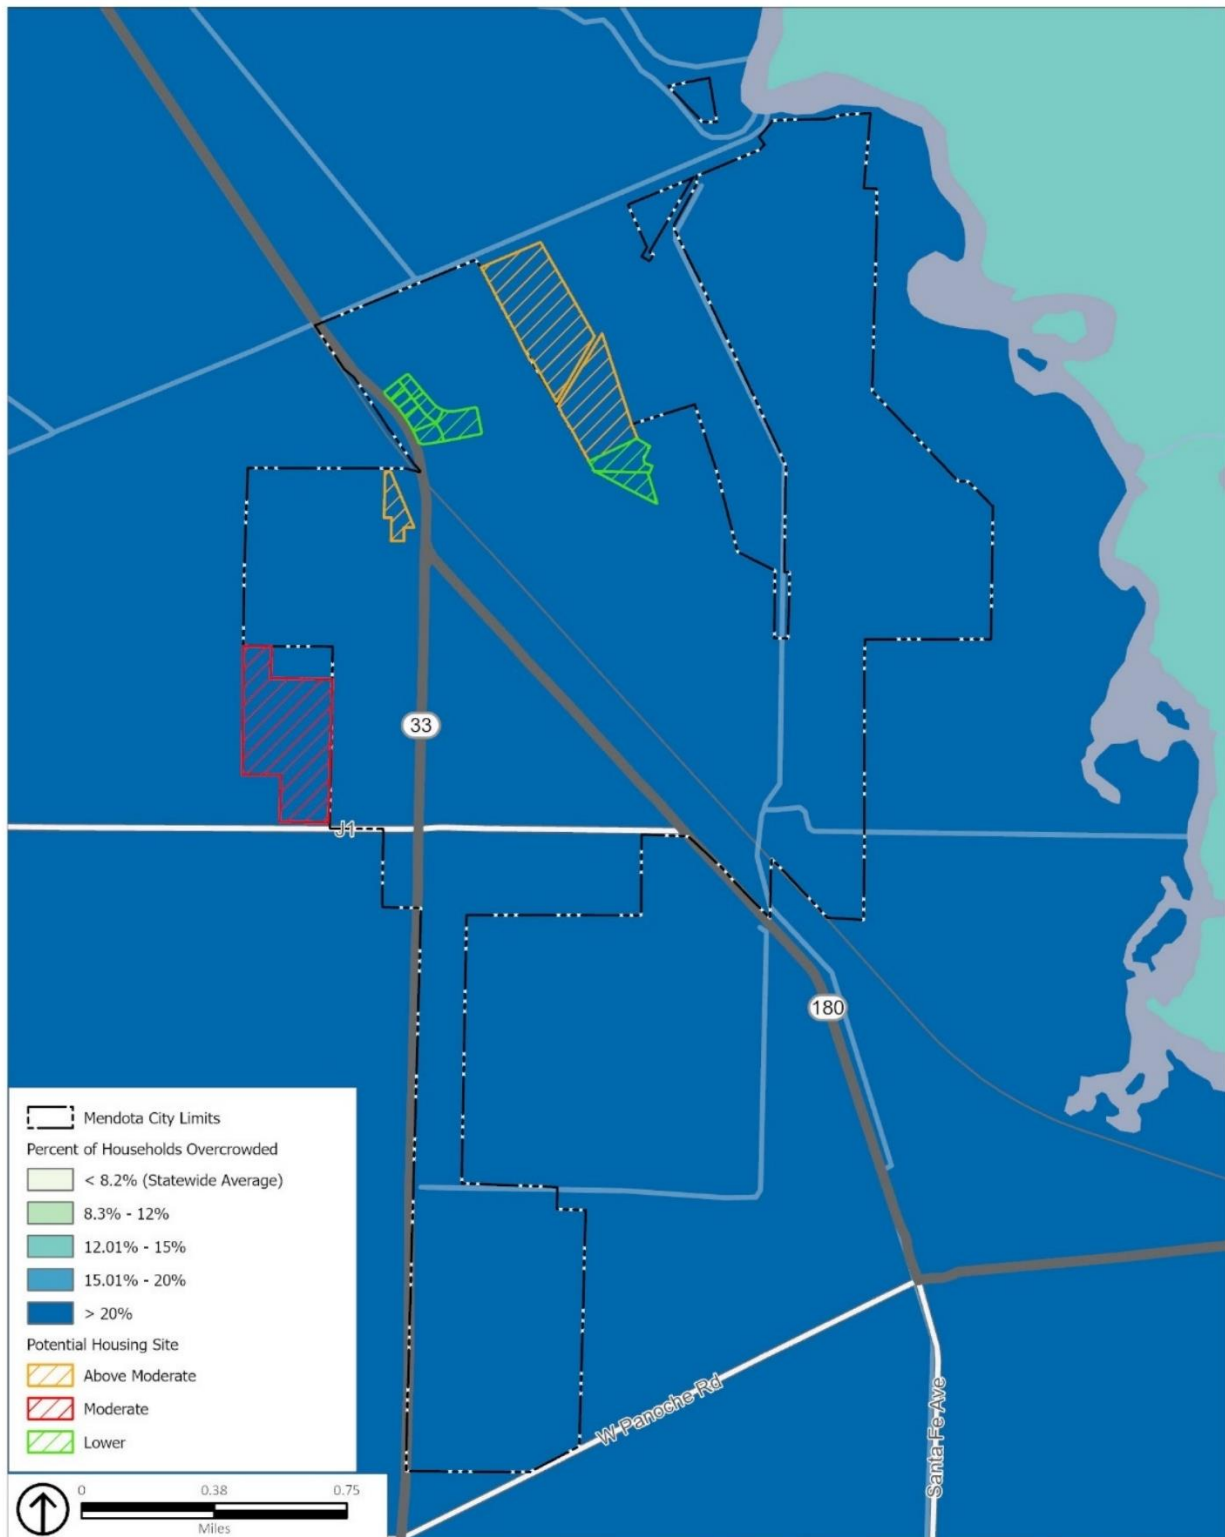 33
J1
180
W Panoche Rd
Santa Fe Ave
Mendota City Limits
Percent of Households Overcrowded
< 8.2% (Statewide Average)
8.3% - 12%
12.01% - 15%
15.01% - 20%
> 20%
Potential Housing Site
Above Moderate
Moderate
Lower
0 0.38 0.75
Miles